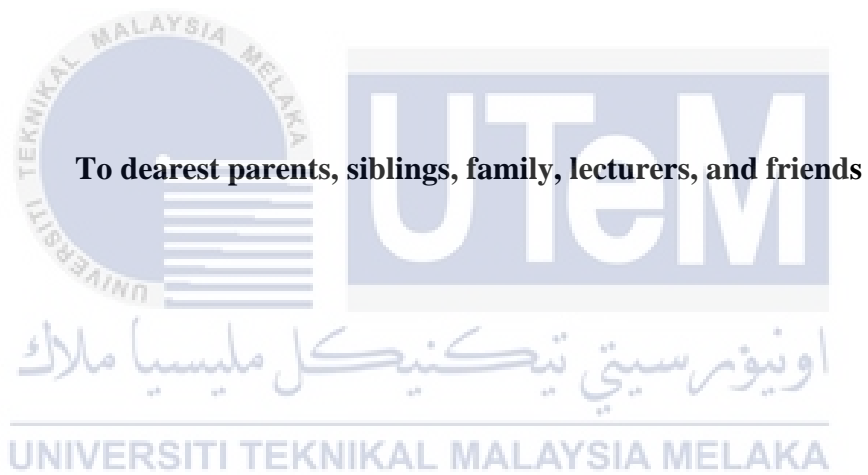 UNIVERSITI TEKNIKAL MALAYSIA MELAKA
UTeM
To dearest parents, siblings, family, lecturers, and friends
اونيۏرسيتي تيكنيكل مليسيا ملاك
UNIVERSITI TEKNIKAL MALAYSIA MELAKA